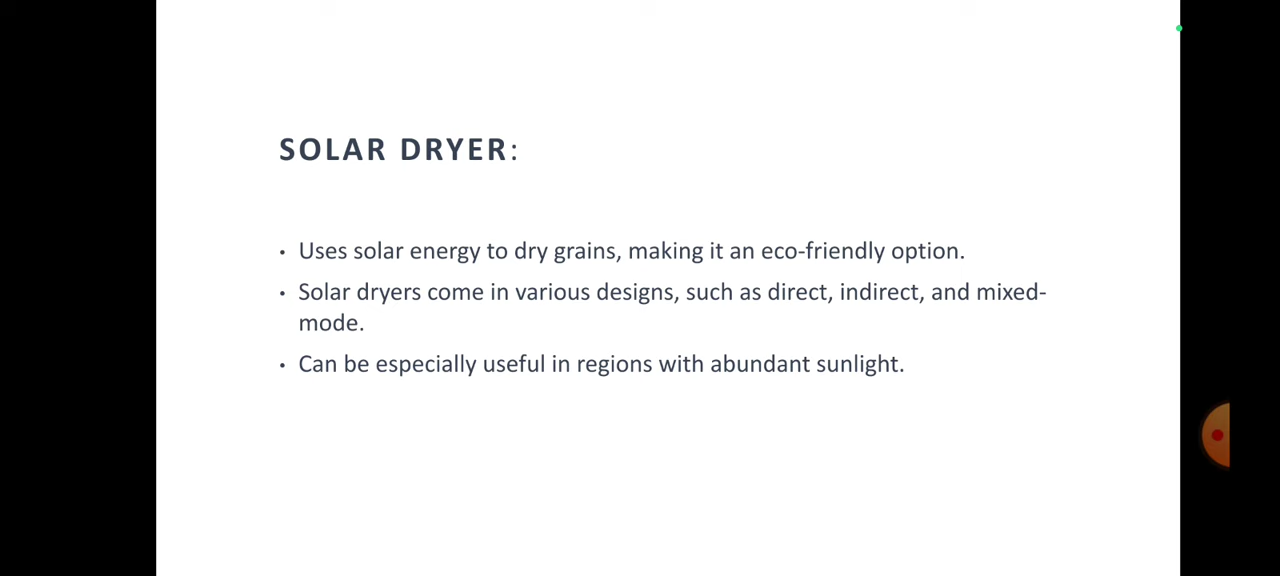 SOLAR DRYER:
• Uses solar energy to dry grains, making it an eco-friendly option.
• Solar dryers come in various designs, such as direct, indirect, and mixed-
mode.
• Can be especially useful in regions with abundant sunlight.